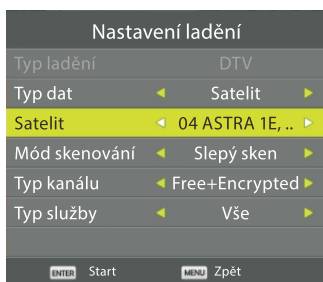 Nastavení ladění
Typ ladění DTV
Typ dat Satelit
Satelit 04 ASTRA 1E, ..
Mód skenování Slepý sken
Typ kanálu Free+Encrypted
Typ služby Vše
ENTER Start MENU Zpět